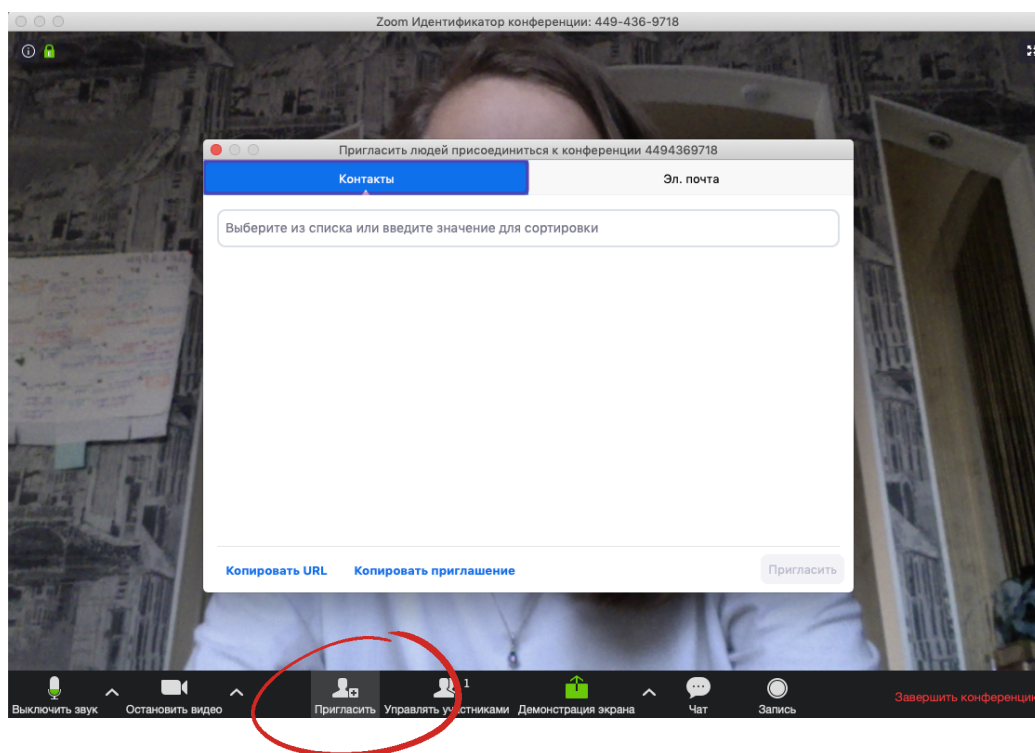 Zoom Идентификатор конференции: 449-436-9718
Пригласить людей присоединиться к конференции 4494369718
Контакты
Эл. почта
Выберите из списка или введите значение для сортировки
Копировать URL
Копировать приглашение
Пригласить
1
Выключить звук
Остановить видео
Пригласить
Управлять участниками
Демонстрация экрана
Чат
Запись
Завершить конференцию